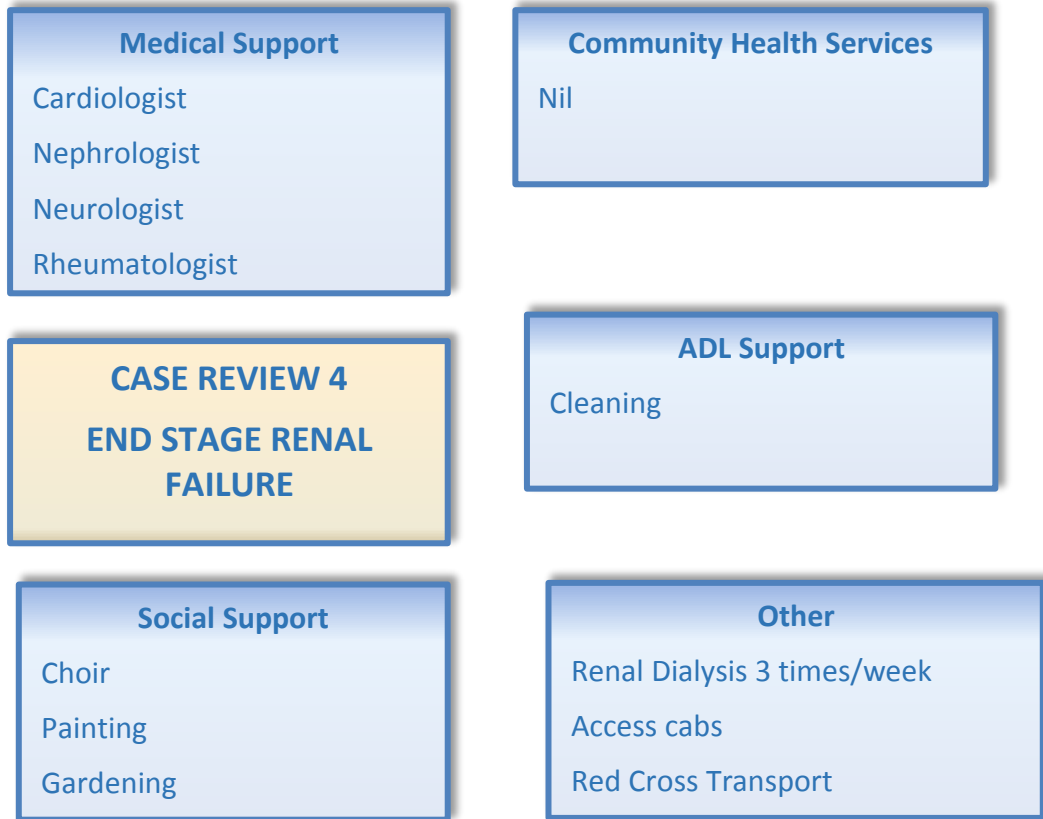 Medical Support
Cardiologist
Nephrologist
Neurologist
Rheumatologist
Community Health Services
Nil
CASE REVIEW 4
END STAGE RENAL
FAILURE
ADL Support
Cleaning
Social Support
Choir
Painting
Gardening
Other
Renal Dialysis 3 times/week
Access cabs
Red Cross Transport